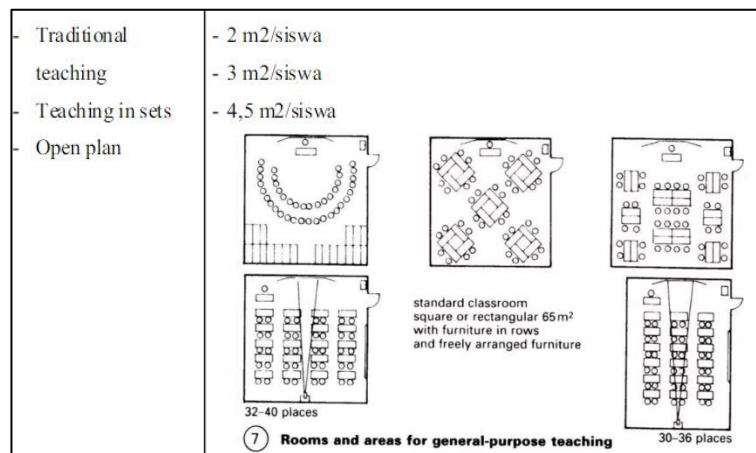 - Traditional
teaching
- Teaching in sets
- Open plan
- 2 m2/siswa
- 3 m2/siswa
- 4,5 m2/siswa
standard classroom
square or rectangular 65m²
with furniture in rows
and freely arranged furniture
32–40 places
30–36 places
7 Rooms and areas for general-purpose teaching